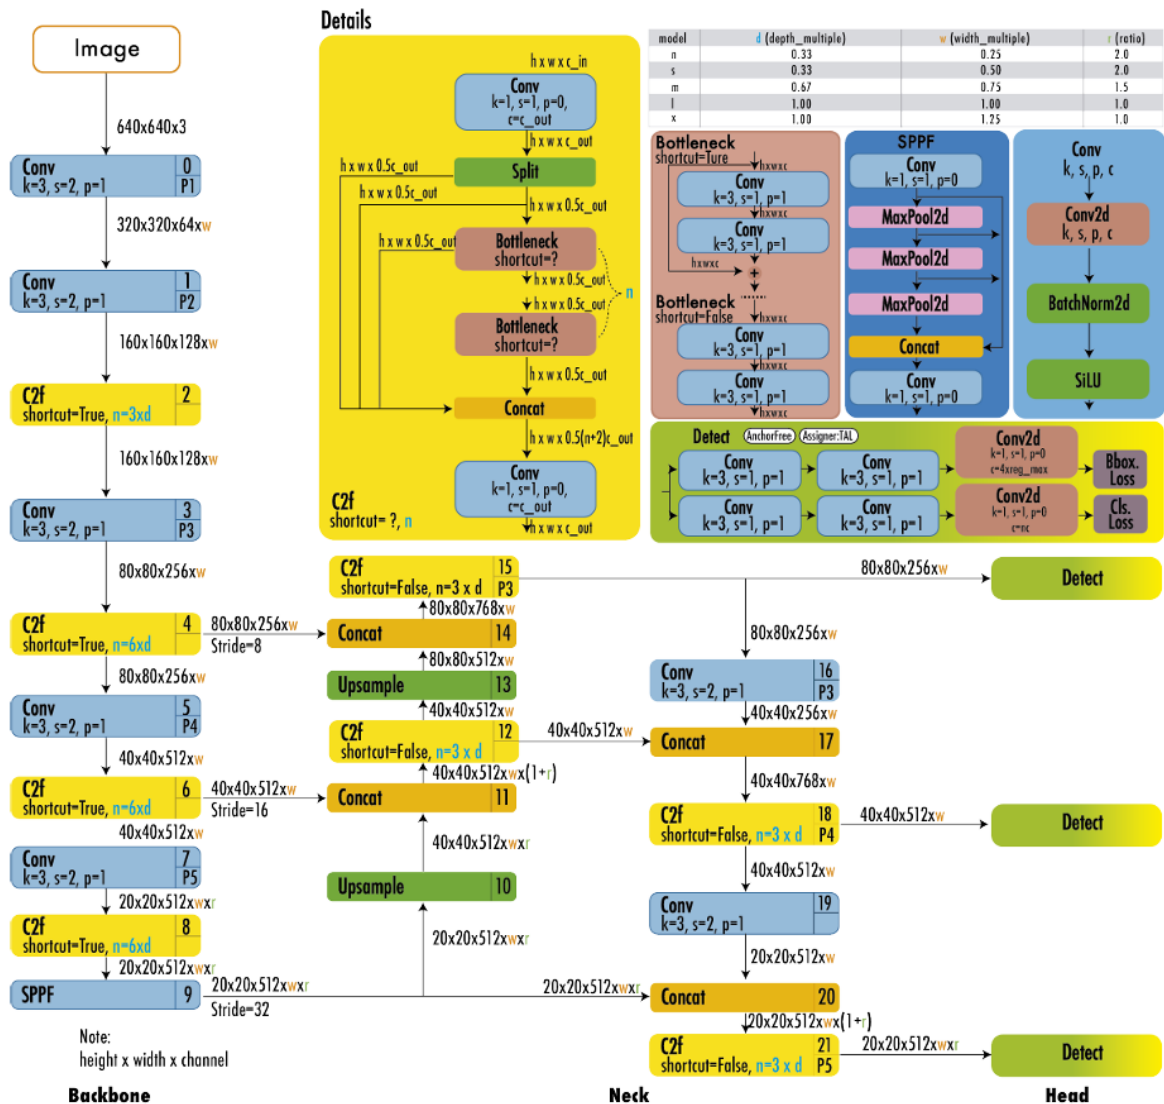 Details
Image
640x640x3
Conv
k=3, s=2, p=1
0
P1
320x320x64xw
Conv
k=3, s=2, p=1
1
P2
160x160x128xw
C2f
shortcut=True, n=3xd
2
160x160x128xw
Conv
k=3, s=2, p=1
3
P3
80x80x256xw
C2f
shortcut=True, n=6xd
4
80x80x256xw
Stride=8
80x80x256xw
Conv
k=3, s=2, p=1
5
P4
40x40x512xw
C2f
shortcut=True, n=6xd
6
40x40x512xw
Stride=16
40x40x512xw
Conv
k=3, s=2, p=1
7
P5
20x20x512xwxr
C2f
shortcut=True, n=6xd
8
20x20x512xwxr
SPPF
9
20x20x512xwxr
Stride=32
Note:
height x width x channel
Backbone
h x w x c_in
Conv
k=1, s=1, p=0,
c=c_out
h x w x c_out
Split
h x w x 0.5c_out
h x w x 0.5c_out
h x w x 0.5c_out
h x w x 0.5c_out
Bottleneck
shortcut=?
h x w x 0.5c_out
n
h x w x 0.5c_out
Bottleneck
shortcut=?
h x w x 0.5c_out
Concat
h x w x 0.5(n+2)c_out
Conv
k=1, s=1, p=0,
c=c_out
h x w x c_out
C2f
shortcut= ?, n
model d (depth_multiple) w (width_multiple) r (ratio)
n 0.33 0.25 2.0
s 0.33 0.50 2.0
m 0.67 0.75 1.5
l 1.00 1.00 1.0
x 1.00 1.25 1.0
Bottleneck
shortcut=Ture
hxwxc
Conv
k=3, s=1, p=1
hxwxc
Conv
k=3, s=1, p=1
hxwxc
+
Bottleneck
shortcut=False
hxwxc
Conv
k=3, s=1, p=1
hxwxc
Conv
k=3, s=1, p=1
hxwxc
SPPF
Conv
k=1, s=1, p=0
MaxPool2d
MaxPool2d
MaxPool2d
Concat
Conv
k=1, s=1, p=0
Conv
k, s, p, c
Conv2d
k, s, p, c
BatchNorm2d
SiLU
Detect
AnchorFree
Assigner:TAL
Conv
k=3, s=1, p=1
Conv
k=3, s=1, p=1
Conv2d
k=1, s=1, p=0
c=4xreg_max
Bbox.
Loss
Conv
k=3, s=1, p=1
Conv
k=3, s=1, p=1
Conv2d
k=1, s=1, p=0
c=nc
Cls.
Loss
C2f
shortcut=False, n=3 x d
15
P3
80x80x768xw
Concat
14
80x80x512xw
Upsample
13
40x40x512xw
C2f
shortcut=False, n=3 x d
12
40x40x512xw
40x40x512xwx(1+r)
Concat
11
40x40x512xwxr
Upsample
10
20x20x512xwxr
20x20x512xwxr
80x80x256xw
Detect
80x80x256xw
Conv
k=3, s=2, p=1
16
P3
40x40x256xw
Concat
17
40x40x768xw
C2f
shortcut=False, n=3 x d
18
P4
40x40x512xw
Detect
40x40x512xw
Conv
k=3, s=2, p=1
19
20x20x512xw
Concat
20
20x20x512xwx(1+r)
C2f
shortcut=False, n=3 x d
21
P5
20x20x512xwxr
Detect
Neck
Head